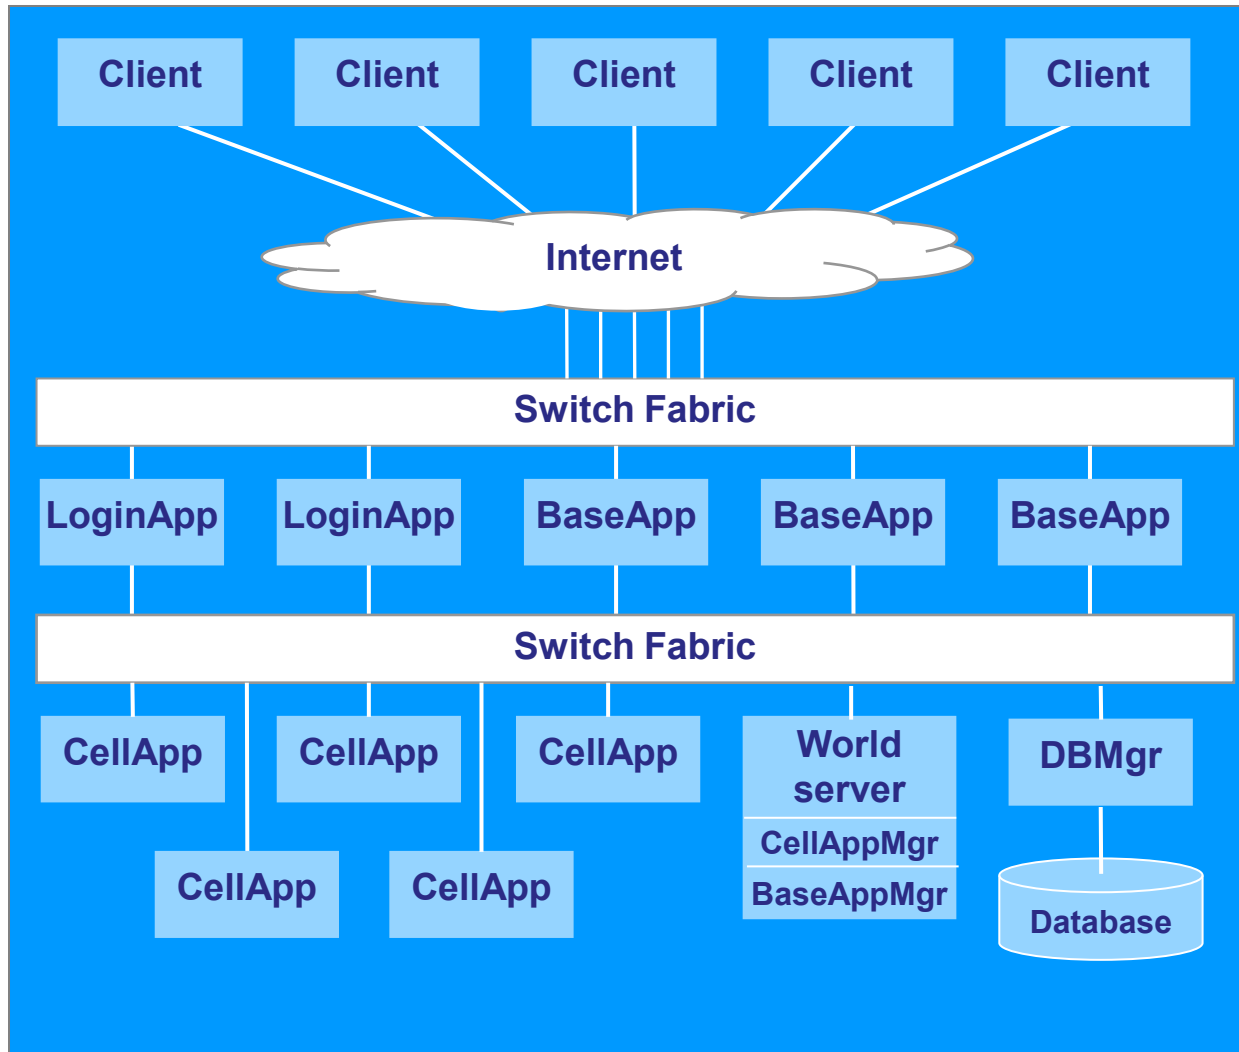 Client
Client
Client
Client
Client
Internet
Switch Fabric
LoginApp
LoginApp
BaseApp
BaseApp
BaseApp
Switch Fabric
CellApp
CellApp
CellApp
World
server
CellAppMgr
BaseAppMgr
DBMgr
CellApp
CellApp
Database